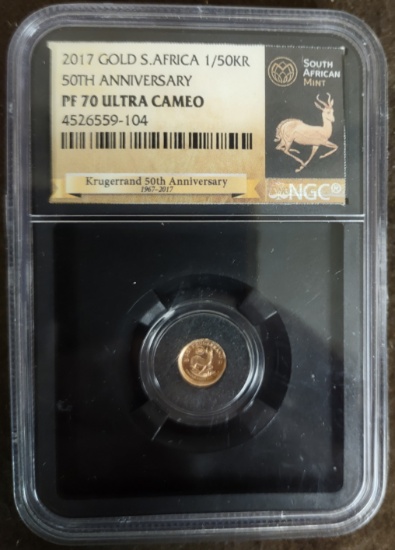 2017 GOLD S.AFRICA 1/50KR
50TH ANNIVERSARY
PF 70 ULTRA CAMEO
4526559-104
Krugerrand 50th Anniversary
1967-2017
SOUTH
AFRICAN
MINT
NGC®